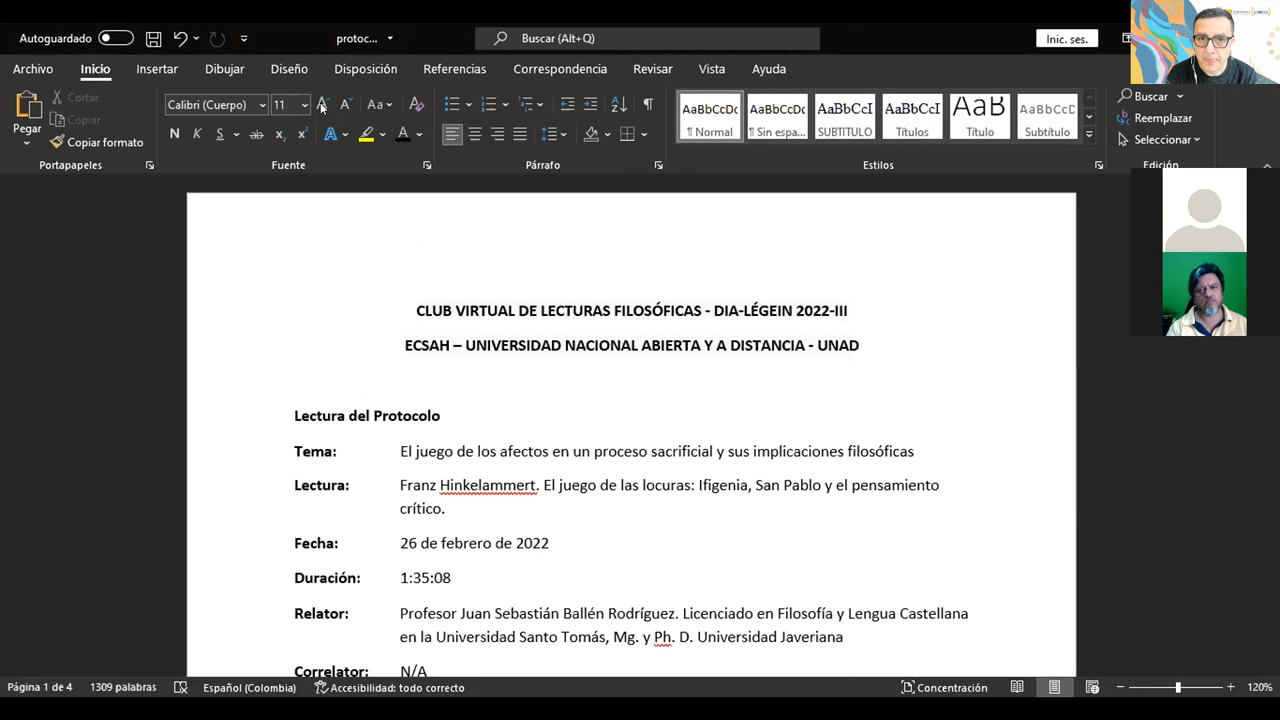 Autoguardado
protoc...
Buscar (Alt+Q)
Inic. ses.
Archivo Inicio Insertar Dibujar Diseño Disposición Referencias Correspondencia Revisar Vista Ayuda
Pegar
Cortar
Copiar
Copiar formato
Portapapeles
Calibri (Cuerpo) 11
Aa
N K S ab x₂ x²
Fuente
Párrafo
AaBbCcDc AaBbCcDc AaBbCcI AaBbCcI AaB AaBbCcD
¶ Normal ¶ Sin espa... SUBTITULO Títulos Título Subtítulo
Estilos
Buscar
Reemplazar
Seleccionar
Edición
CLUB VIRTUAL DE LECTURAS FILOSÓFICAS - DIA-LÉGEIN 2022-III
ECSAH – UNIVERSIDAD NACIONAL ABIERTA Y A DISTANCIA - UNAD
Lectura del Protocolo
Tema: El juego de los afectos en un proceso sacrificial y sus implicaciones filosóficas
Lectura: Franz Hinkelammert. El juego de las locuras: Ifigenia, San Pablo y el pensamiento
crítico.
Fecha: 26 de febrero de 2022
Duración: 1:35:08
Relator: Profesor Juan Sebastián Ballén Rodríguez. Licenciado en Filosofía y Lengua Castellana
en la Universidad Santo Tomás, Mg. y Ph. D. Universidad Javeriana
Correlator: N/A
Página 1 de 4 1309 palabras Español (Colombia) Accesibilidad: todo correcto Concentración 120%